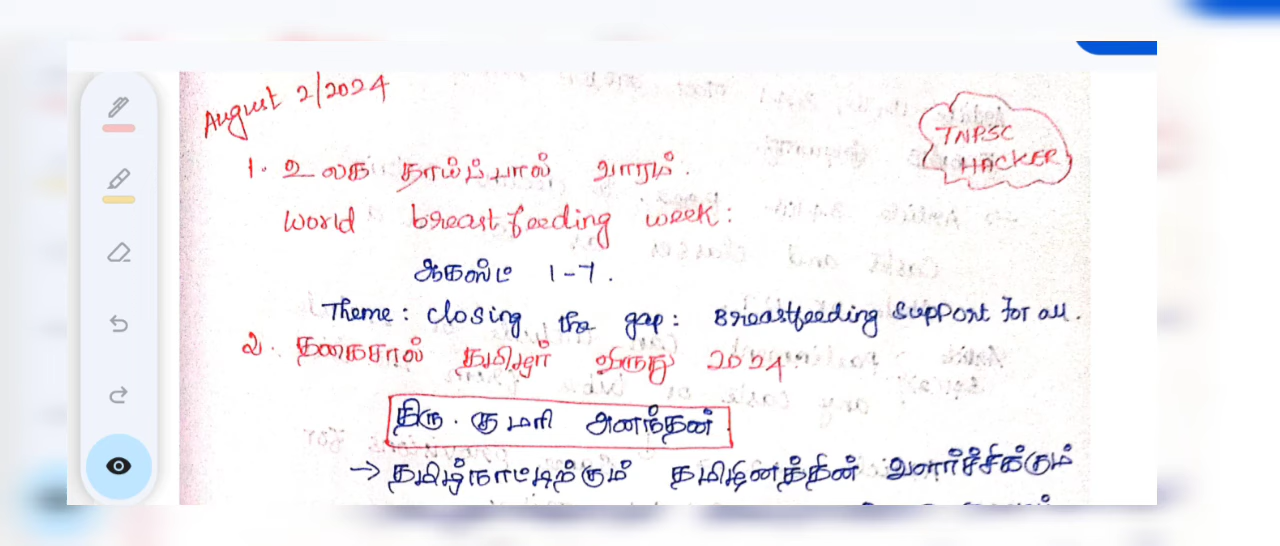 August 2/2024
TNPSC
HACKER
1. உலக தாய்ப்பால் வாரம்.
World breastfeeding week:
ஆகஸ்ட் 1-7.
Theme: closing the gap: Breastfeeding Support for all.
2. தகைசால் தமிழர் விருது 2024
திரு. குமரி அனந்தன்
→ தமிழ்நாட்டிற்கும் தமிழினத்தின் வளர்ச்சிக்கும்